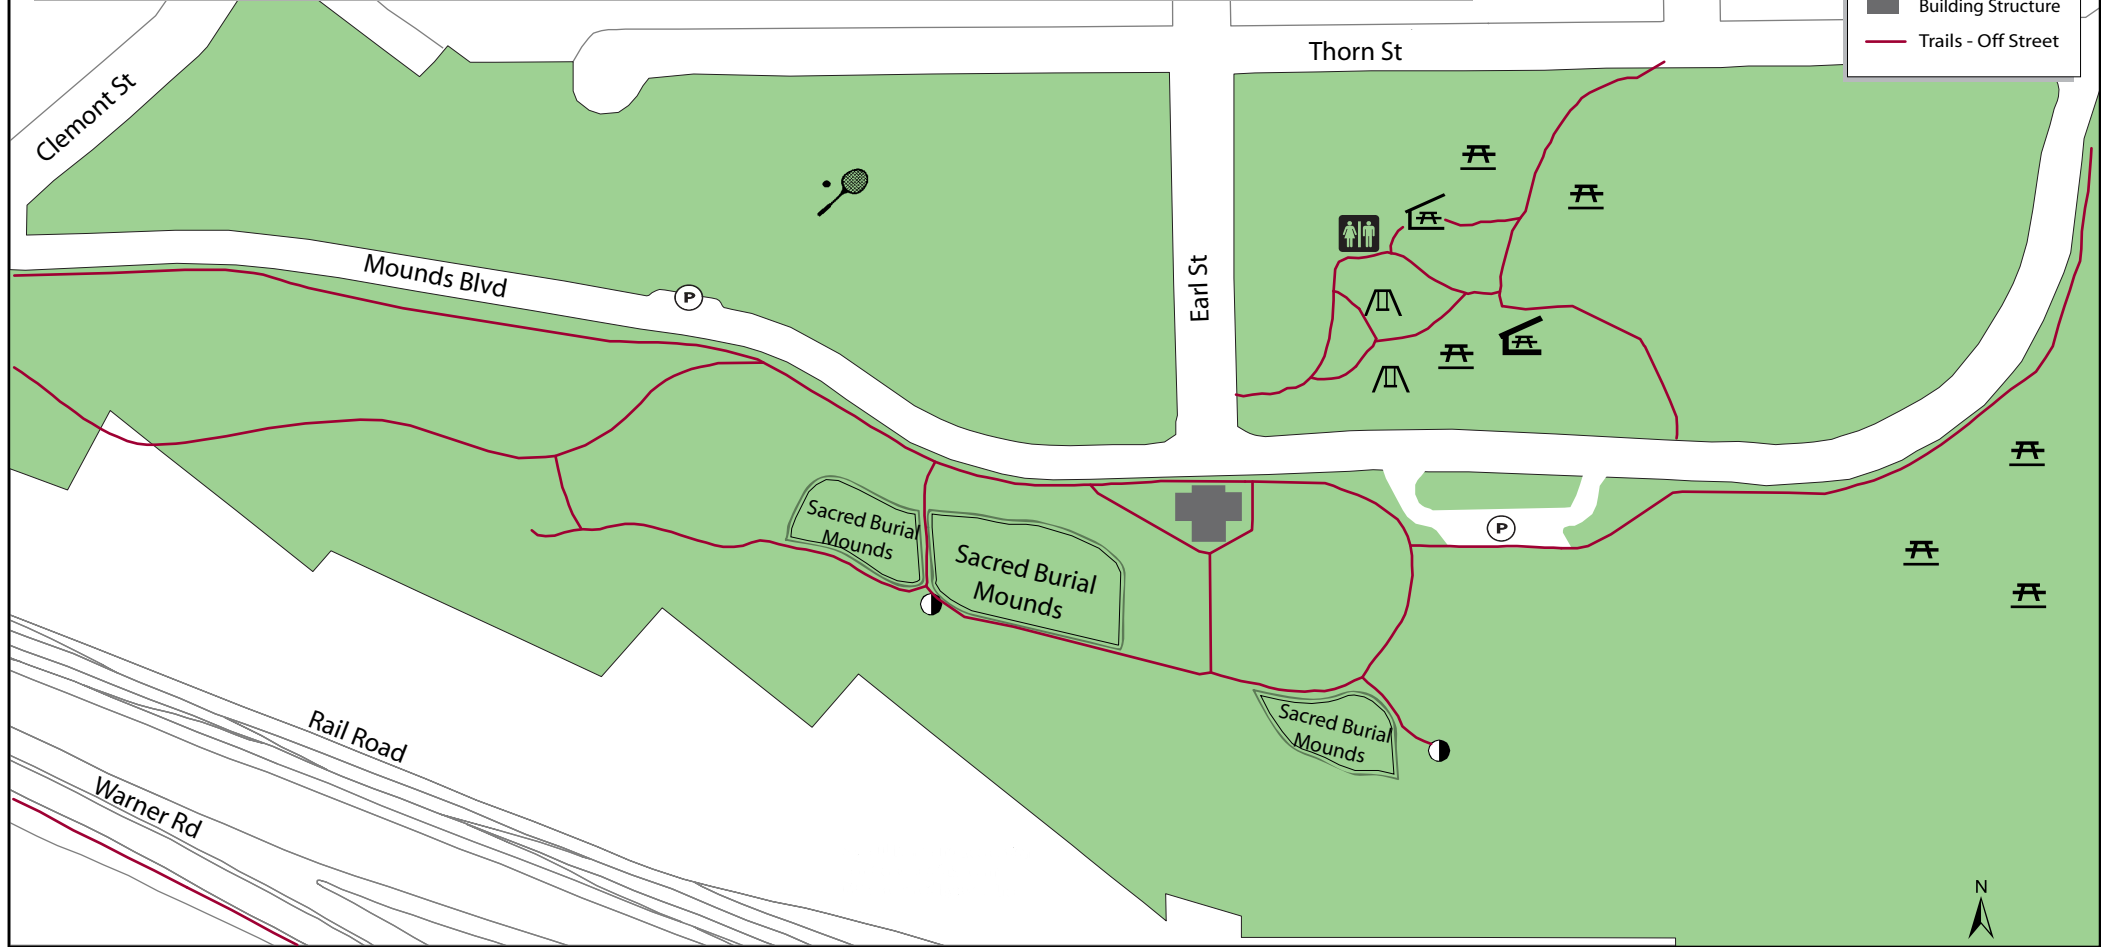 Building Structure
Trails - Off Street
Thorn St
Clemont St
Mounds Blvd
P
Earl St
Sacred Burial
Mounds
Sacred Burial
Mounds
P
Sacred Burial
Mounds
Rail Road
Warner Rd
N